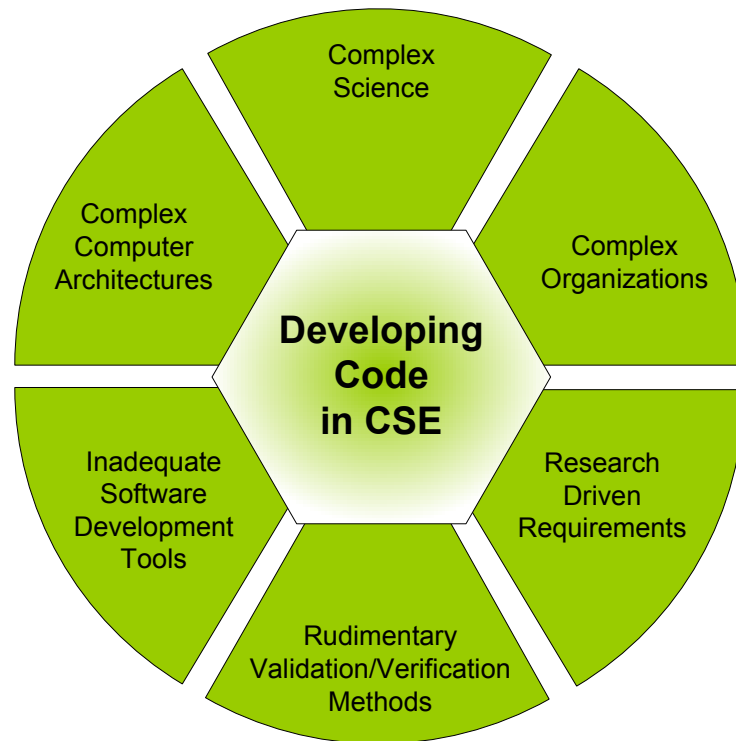 Complex
Science
Complex
Organizations
Research
Driven
Requirements
Rudimentary
Validation/Verification
Methods
Inadequate
Software
Development
Tools
Complex
Computer
Architectures
Developing
Code
in CSE